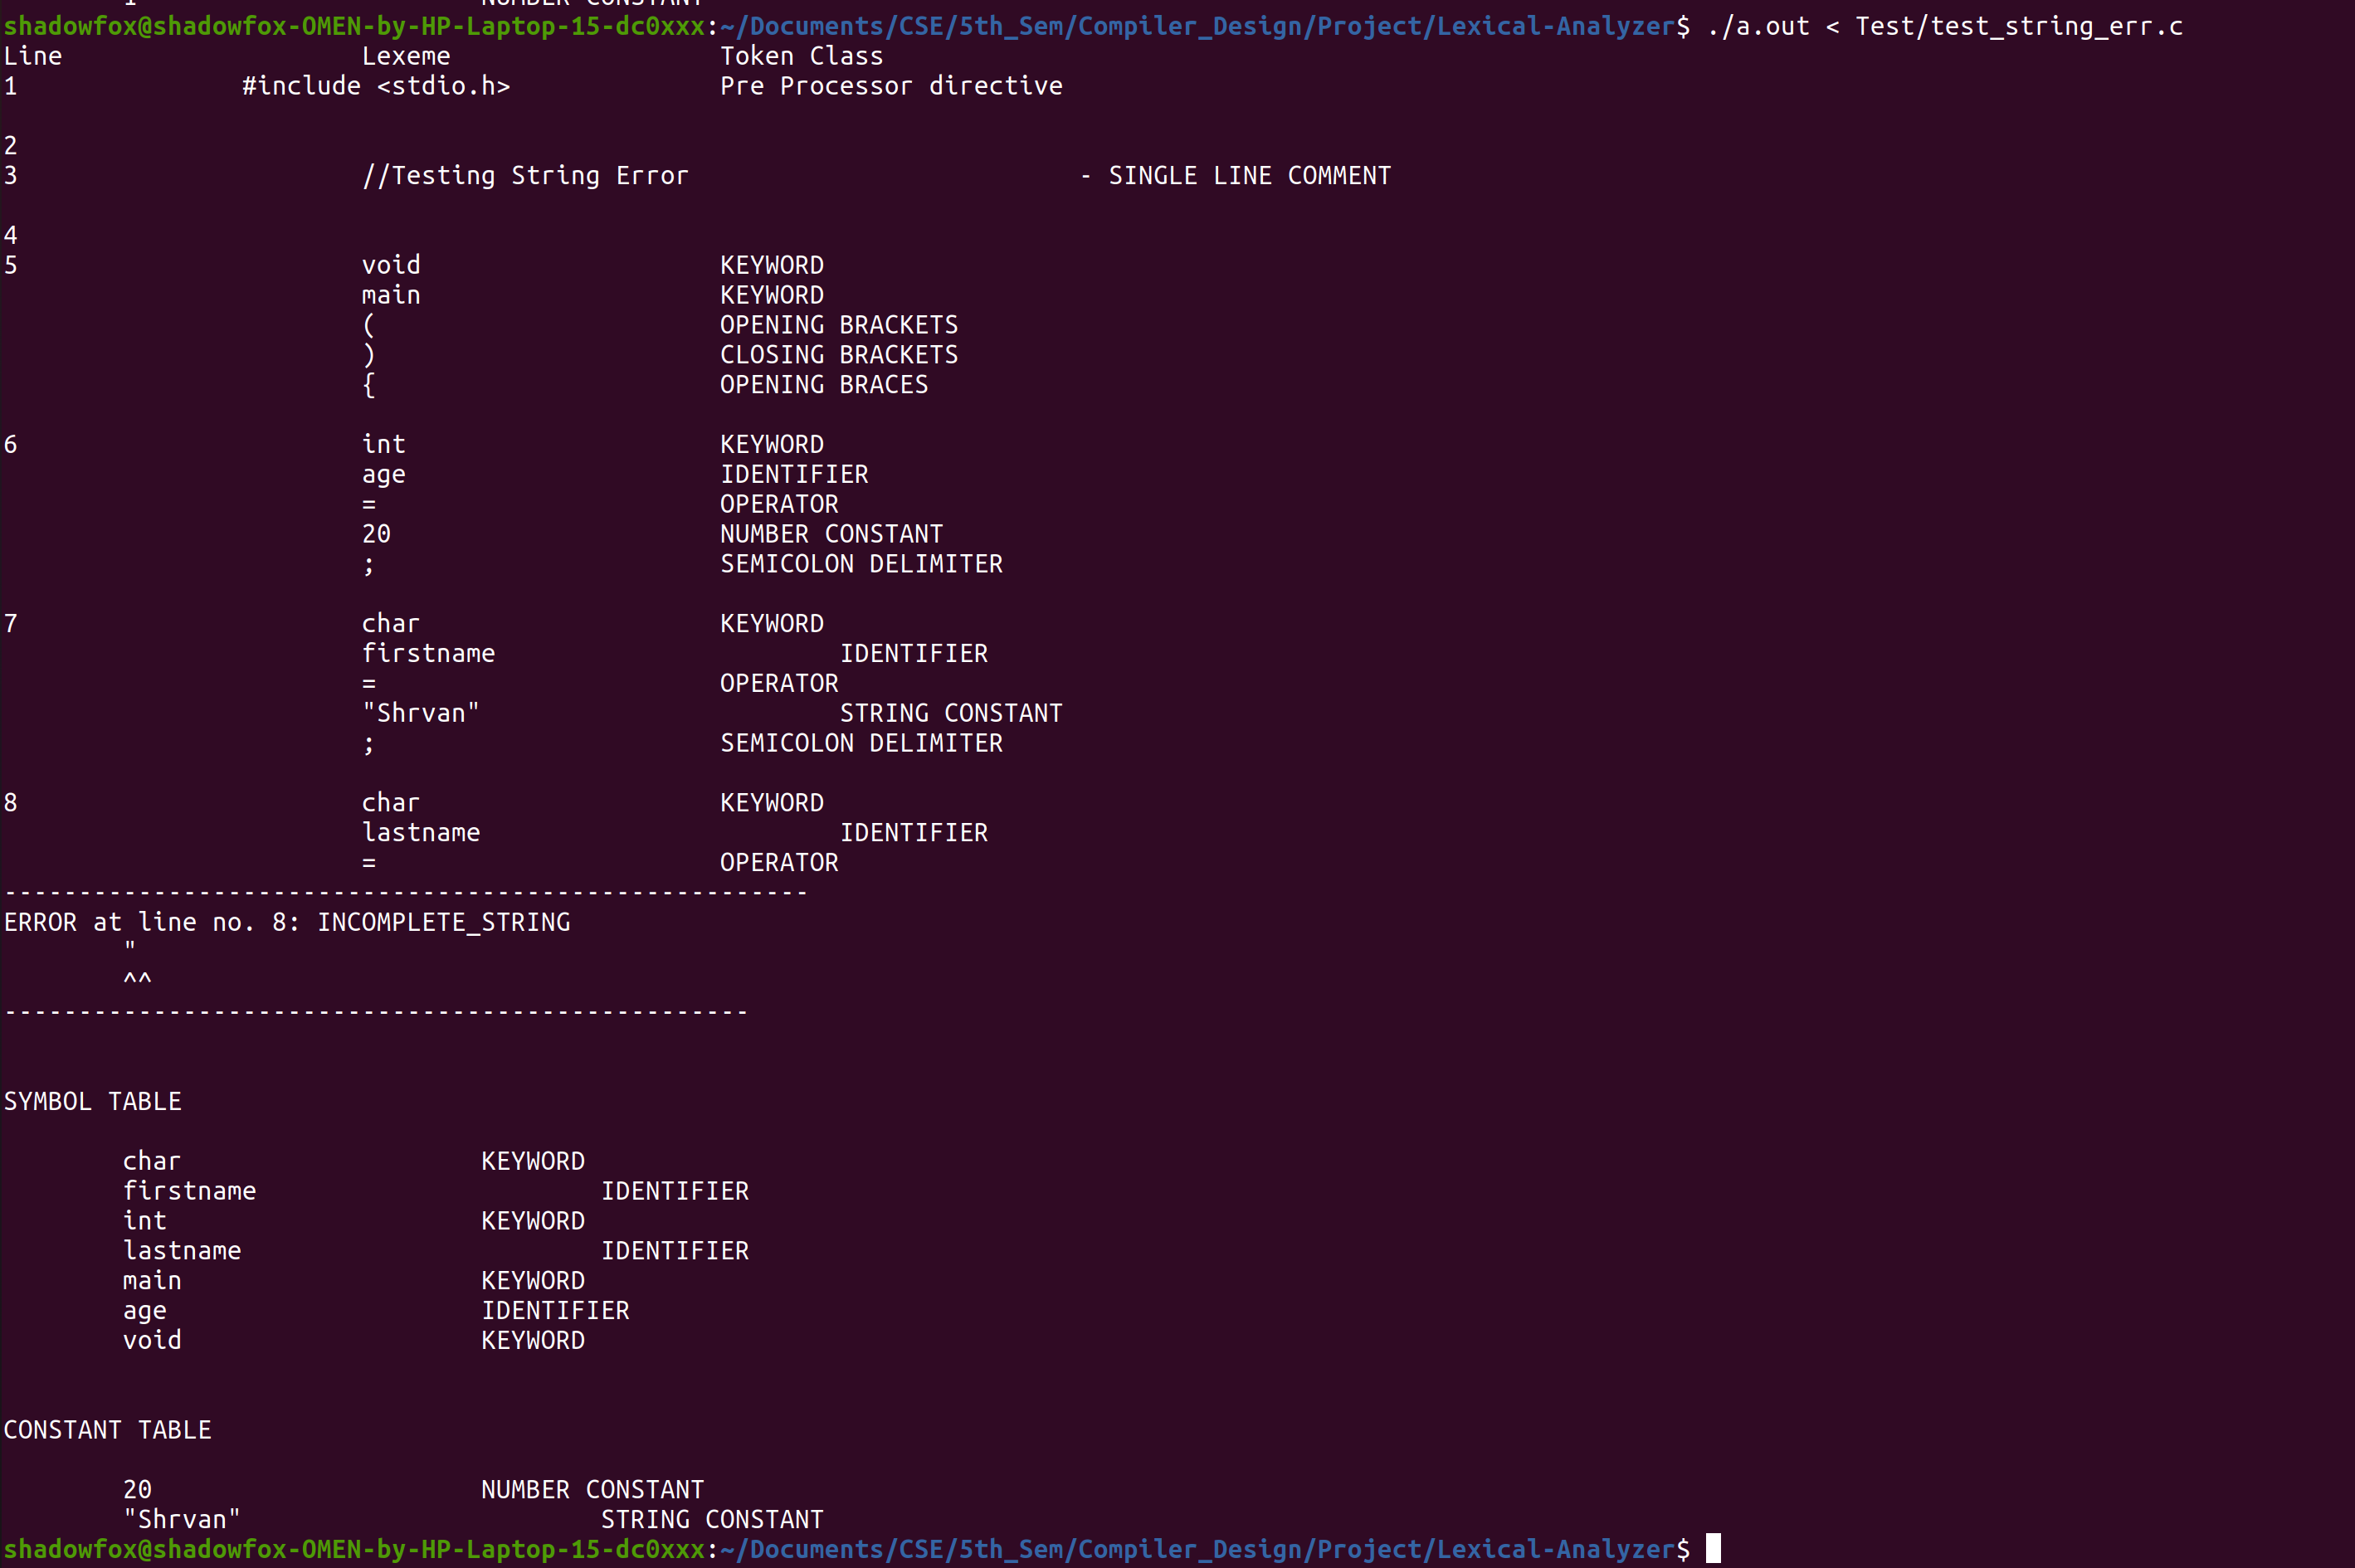 1 NUMBER CONSTANT
shadowfox@shadowfox-OMEN-by-HP-Laptop-15-dc0xxx:~/Documents/CSE/5th_Sem/Compiler_Design/Project/Lexical-Analyzer$ ./a.out < Test/test_string_err.c
Line Lexeme Token Class
1 #include <stdio.h> Pre Processor directive
2
3 //Testing String Error - SINGLE LINE COMMENT
4
5 void KEYWORD
main KEYWORD
( OPENING BRACKETS
) CLOSING BRACKETS
{ OPENING BRACES
6 int KEYWORD
age IDENTIFIER
= OPERATOR
20 NUMBER CONSTANT
; SEMICOLON DELIMITER
7 char KEYWORD
firstname IDENTIFIER
= OPERATOR
"Shrvan" STRING CONSTANT
; SEMICOLON DELIMITER
8 char KEYWORD
lastname IDENTIFIER
= OPERATOR
------------------------------------------------------
ERROR at line no. 8: INCOMPLETE_STRING
"
^^
--------------------------------------------------
SYMBOL TABLE
char KEYWORD
firstname IDENTIFIER
int KEYWORD
lastname IDENTIFIER
main KEYWORD
age IDENTIFIER
void KEYWORD
CONSTANT TABLE
20 NUMBER CONSTANT
"Shrvan" STRING CONSTANT
shadowfox@shadowfox-OMEN-by-HP-Laptop-15-dc0xxx:~/Documents/CSE/5th_Sem/Compiler_Design/Project/Lexical-Analyzer$